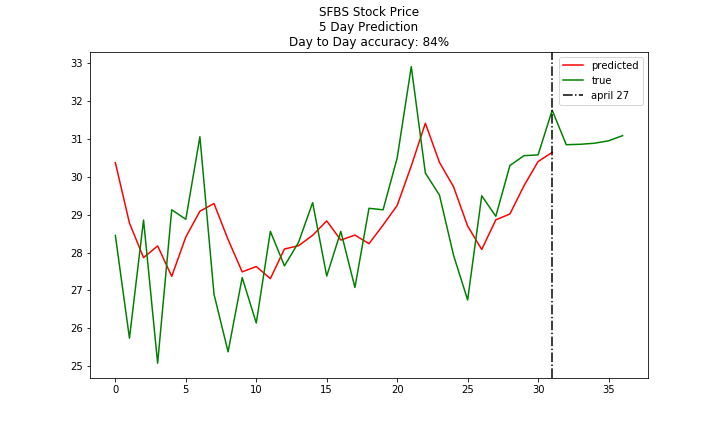 SFBS Stock Price
5 Day Prediction
Day to Day accuracy: 84%
predicted
true
april 27
33
32
31
30
29
28
27
26
25
0 5 10 15 20 25 30 35